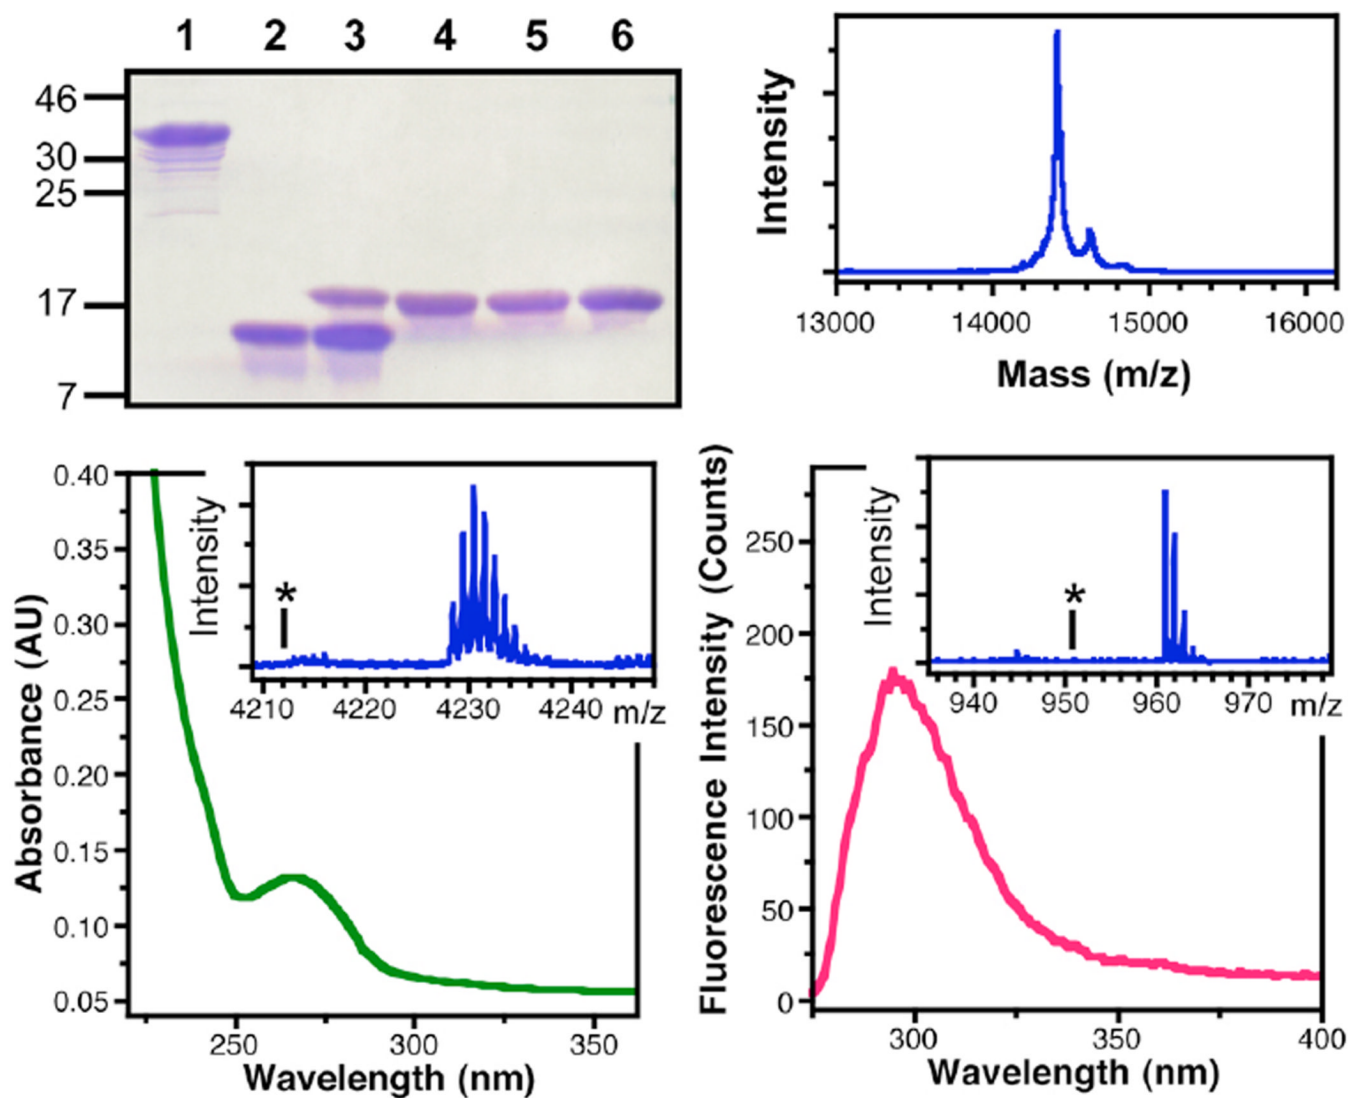 1 2 3 4 5 6
46
30
25
17
7
Intensity
13000 14000 15000 16000
Mass (m/z)
0.40
0.35
0.30
0.25
0.20
0.15
0.10
0.05
Absorbance (AU)
250 300 350
Wavelength (nm)
Intensity
*
4210 4220 4230 4240 m/z
Fluorescence Intensity (Counts)
250
200
150
100
50
0
300 350 400
Wavelength (nm)
Intensity
*
940 950 960 970 m/z